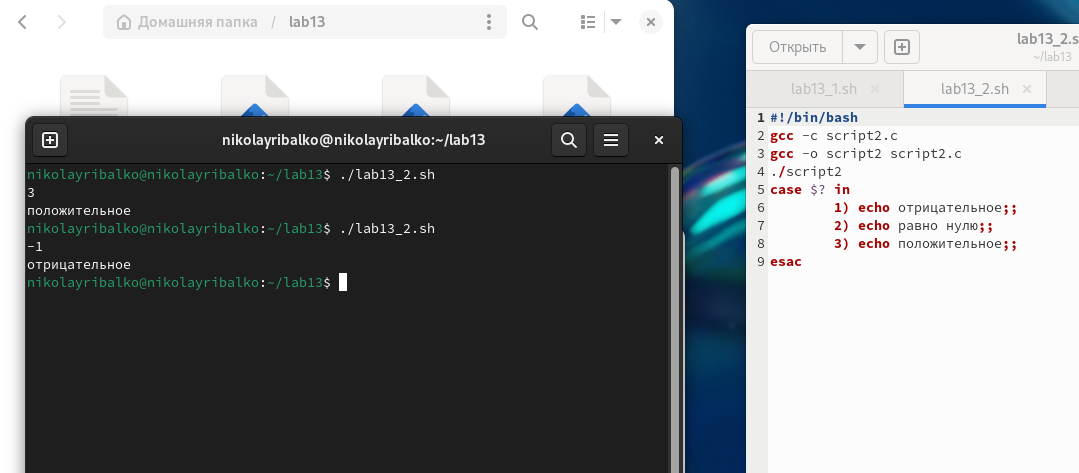 Домашняя папка / lab13
nikolayribalko@nikolayribalko:~/lab13
nikolayribalko@nikolayribalko:~/lab13$ ./lab13_2.sh
3
положительное
nikolayribalko@nikolayribalko:~/lab13$ ./lab13_2.sh
-1
отрицательное
nikolayribalko@nikolayribalko:~/lab13$
Открыть
lab13_2.s
~/lab13
lab13_1.sh
lab13_2.sh
1 #!/bin/bash
2 gcc -c script2.c
3 gcc -o script2 script2.c
4 ./script2
5 case $? in
6 1) echo отрицательное;;
7 2) echo равно нулю;;
8 3) echo положительное;;
9 esac